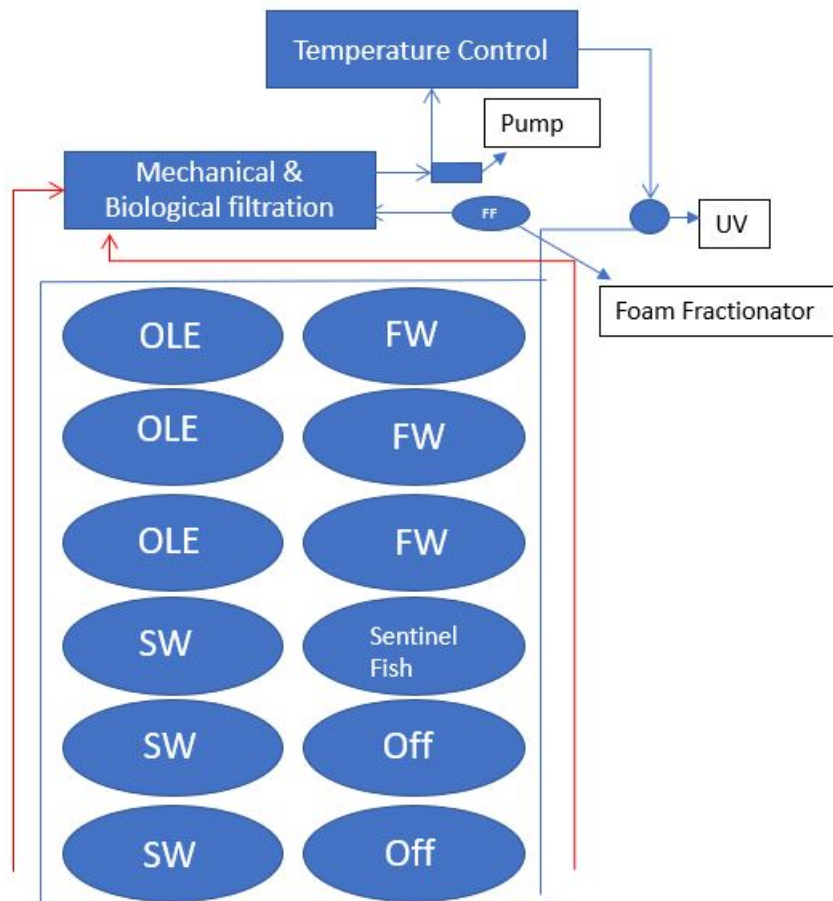 Temperature Control
Pump
Mechanical &
Biological filtration
FF
UV
Foam Fractionator
OLE
FW
OLE
FW
OLE
FW
SW
Sentinel
Fish
SW
Off
SW
Off